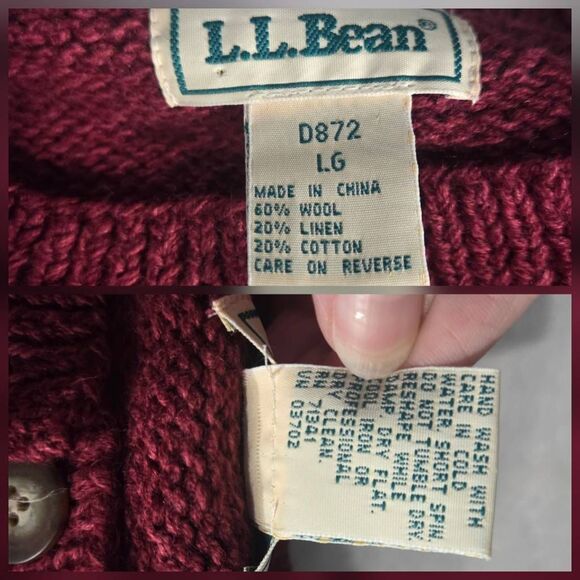 L.L.Bean®
D872
LG
MADE IN CHINA
60% WOOL
20% LINEN
20% COTTON
CARE ON REVERSE
HAND WASH WITH
CARE IN COLD
WATER SHORT SPIN.
DO NOT TUMBLE DRY.
RESHAPE WHILE
DAMP DRY FLAT.
COOL IRON OR
PROFESSIONAL
DRY CLEAN.
RN 71341
VN 03702